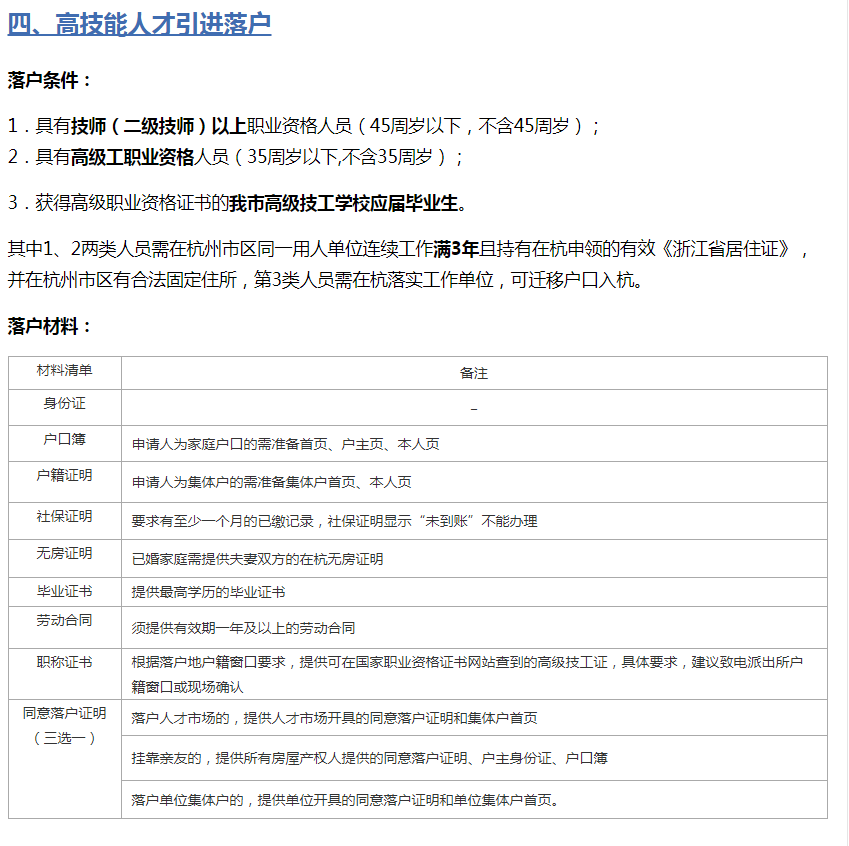 四、高技能人才引进落户
落户条件：
1．具有技师（二级技师）以上职业资格人员（45周岁以下，不含45周岁）；
2．具有高级工职业资格人员（35周岁以下,不含35周岁）；
3．获得高级职业资格证书的我市高级技工学校应届毕业生。
其中1、2两类人员需在杭州市区同一用人单位连续工作满3年且持有在杭申领的有效《浙江省居住证》，
并在杭州市区有合法固定住所，第3类人员需在杭落实工作单位，可迁移户口入杭。
落户材料：
材料清单
备注
身份证
–
户口簿
申请人为家庭户口的需准备首页、户主页、本人页
户籍证明
申请人为集体户的需准备集体户首页、本人页
社保证明
要求有至少一个月的已缴记录，社保证明显示“未到账”不能办理
无房证明
已婚家庭需提供夫妻双方的在杭无房证明
毕业证书
提供最高学历的毕业证书
劳动合同
须提供有效期一年及以上的劳动合同
职称证书
根据落户地户籍窗口要求，提供可在国家职业资格证书网站查到的高级技工证，具体要求，建议致电派出所户
籍窗口或现场确认
同意落户证明
（三选一）
落户人才市场的，提供人才市场开具的同意落户证明和集体户首页
挂靠亲友的，提供所有房屋产权人提供的同意落户证明、户主身份证、户口簿
落户单位集体户的，提供单位开具的同意落户证明和单位集体户首页。